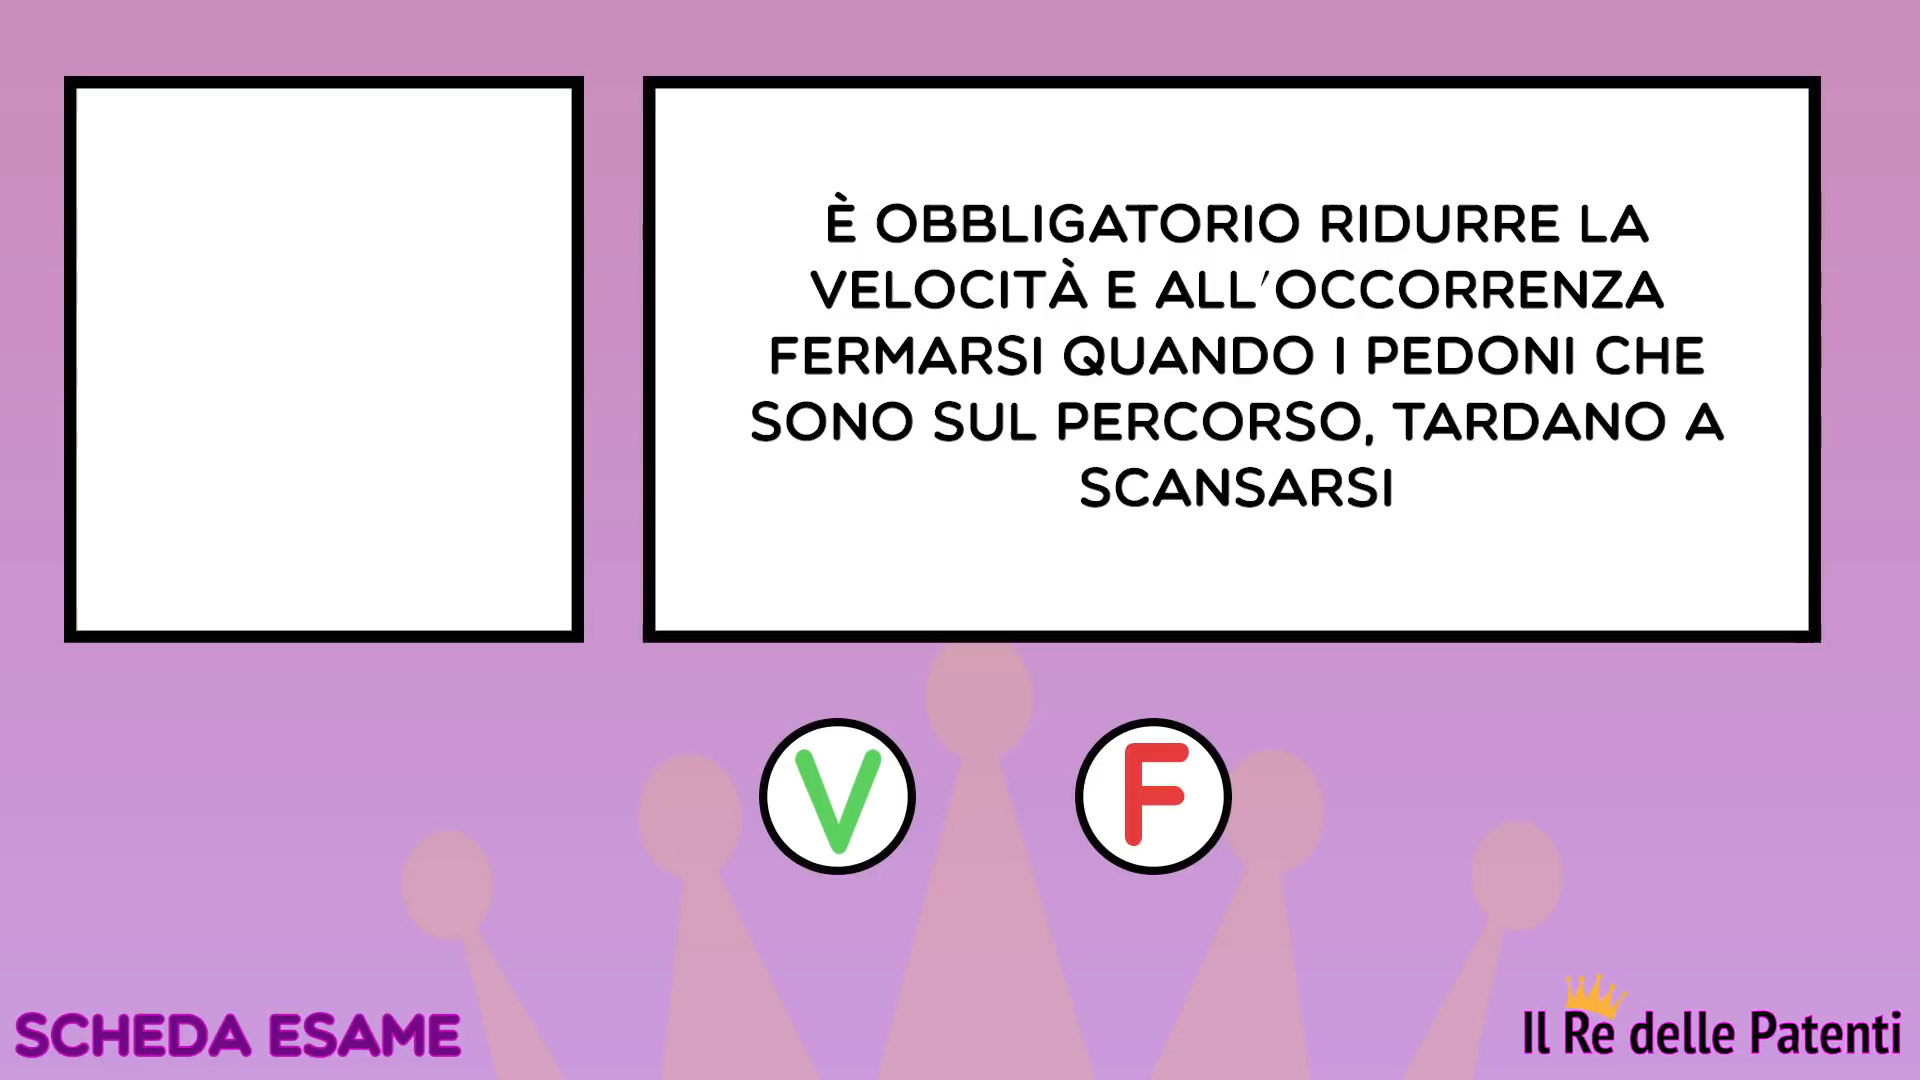 È OBBLIGATORIO RIDURRE LA
VELOCITÀ E ALL'OCCORRENZA
FERMARSI QUANDO I PEDONI CHE
SONO SUL PERCORSO, TARDANO A
SCANSARSI
V F
SCHEDA ESAME
Il Re delle Patenti